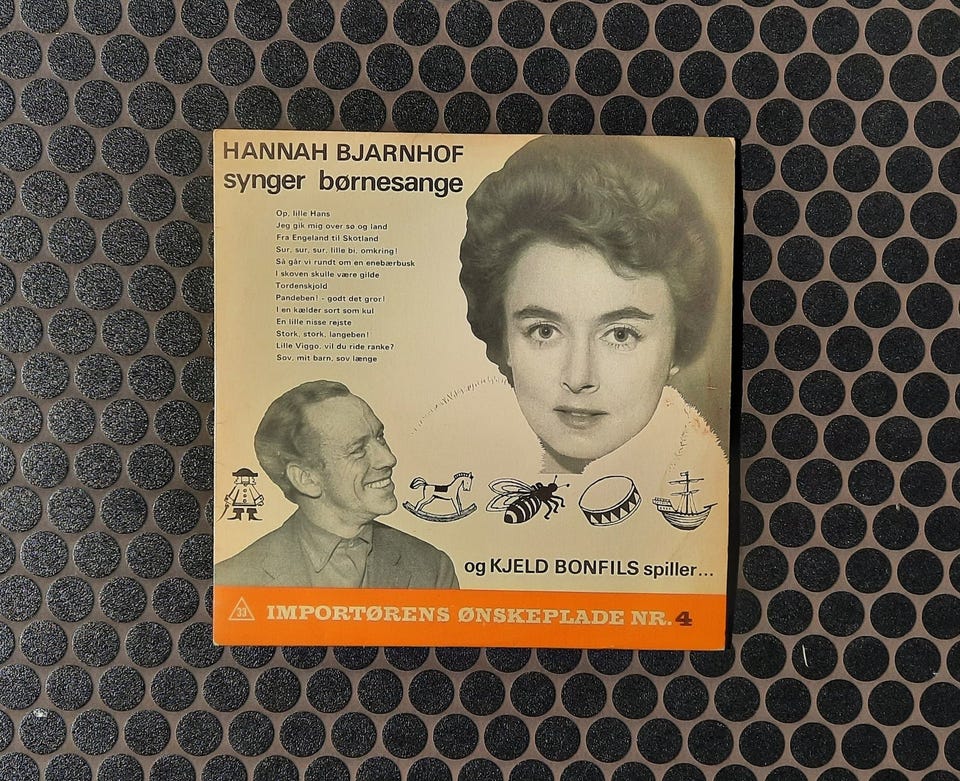 HANNAH BJARNHOF
synger børnesange
Op, lille Hans
Jeg gik mig over sø og land
Fra Engeland til Skotland
Sur, sur, sur, lille bi, omkring!
Så går vi rundt om en enebærbusk
I skoven skulle være gilde
Tordenskjold
Pandeben! - godt det gror!
I en kælder sort som kul
En lille nisse rejste
Stork, stork, langeben!
Lille Viggo, vil du ride ranke?
Sov, mit barn, sov længe
og KJELD BONFILS spiller...
33 IMPORTØRENS ØNSKEPLADE NR. 4